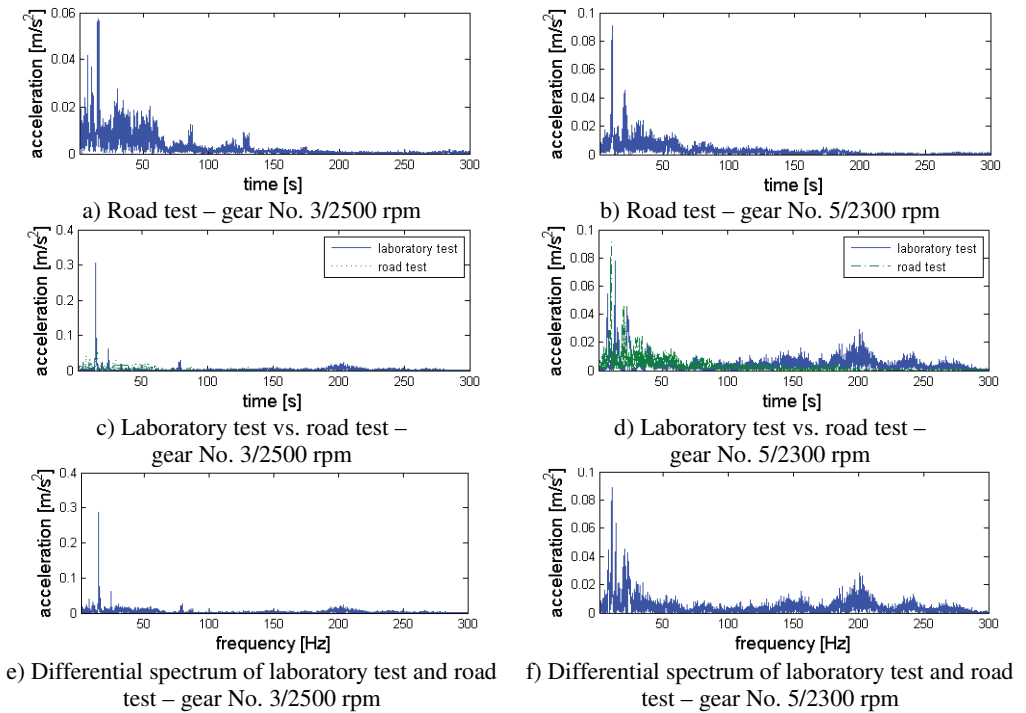 0.06
0.04
0.02
0
acceleration [m/s²]
50 100 150 200 250 300
time [s]
a) Road test – gear No. 3/2500 rpm
0.1
0.08
0.06
0.04
0.02
0
acceleration [m/s²]
50 100 150 200 250 300
time [s]
b) Road test – gear No. 5/2300 rpm
0.4
0.3
0.2
0.1
0
acceleration [m/s²]
laboratory test
road test
50 100 150 200 250 300
time [s]
c) Laboratory test vs. road test –
gear No. 3/2500 rpm
0.1
0.08
0.06
0.04
0.02
0
acceleration [m/s²]
laboratory test
road test
50 100 150 200 250 300
time [s]
d) Laboratory test vs. road test –
gear No. 5/2300 rpm
0.4
0.3
0.2
0.1
0
acceleration [m/s²]
50 100 150 200 250 300
frequency [Hz]
e) Differential spectrum of laboratory test and road
test – gear No. 3/2500 rpm
0.1
0.08
0.06
0.04
0.02
0
acceleration [m/s²]
50 100 150 200 250 300
frequency [Hz]
f) Differential spectrum of laboratory test and road
test – gear No. 5/2300 rpm